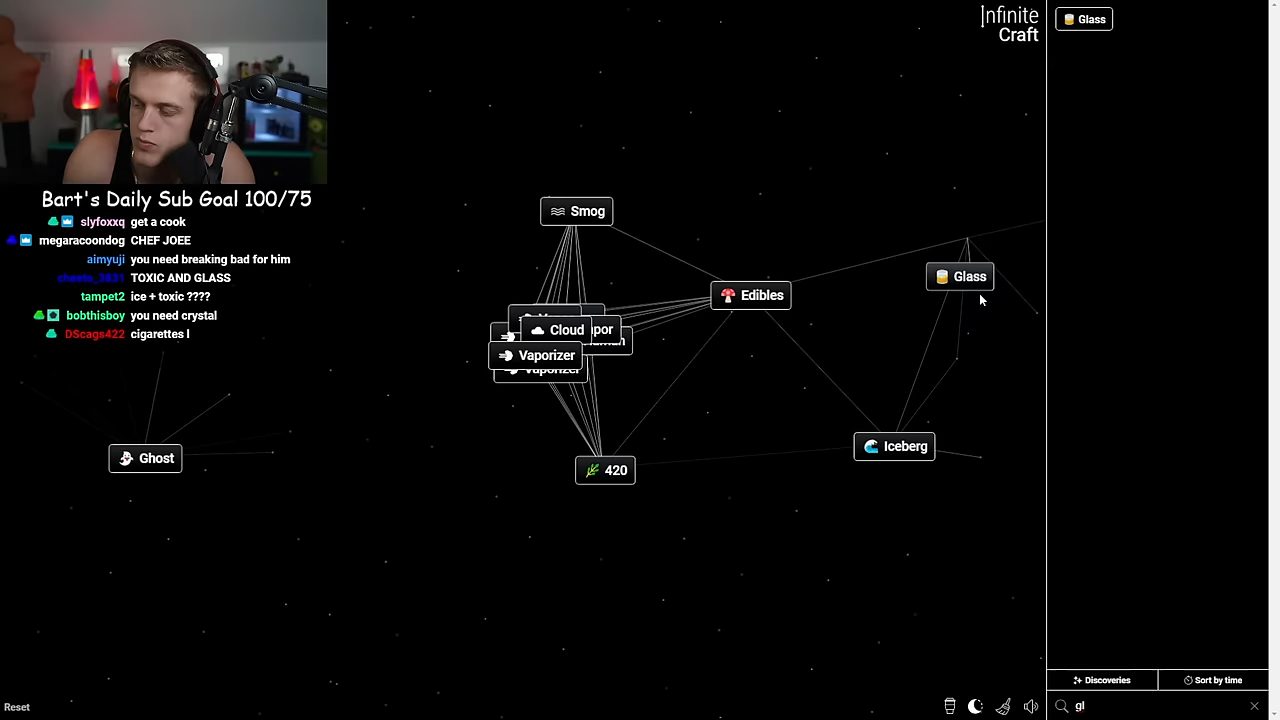 Infinite
Craft
Glass
Bart's Daily Sub Goal 100/75
slyfoxxq get a cook
megaracoondog CHEF JOEE
aimyuji you need breaking bad for him
TOXIC AND GLASS
tampet2 ice + toxic ????
bobthisboy you need crystal
DScags422 cigarettes l
Smog
Glass
Edibles
Cloud
Vaporizer
Vaporizer
Iceberg
Ghost
420
Discoveries
Sort by time
Reset
gl